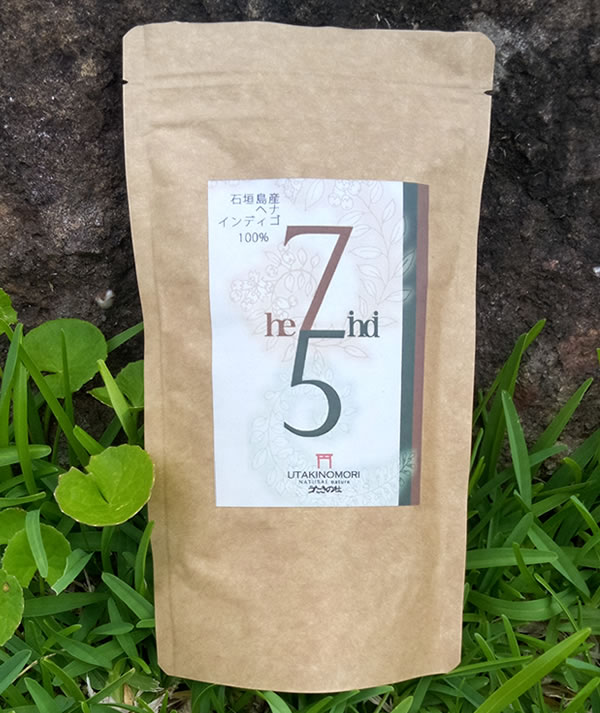 石垣島産
ヘナ
インディゴ
100%
7
he indi
5
UTAKINOMORI
NATURAL nature
うたきの杜